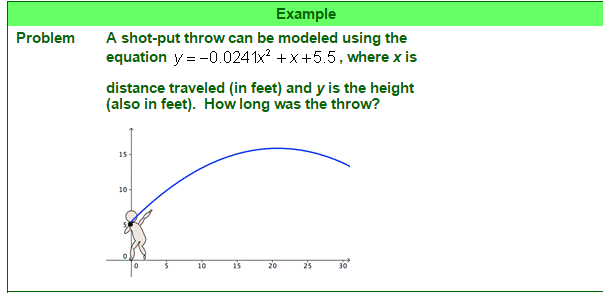 Example
Problem
A shot-put throw can be modeled using the
equation y = −0.0241x² + x + 5.5, where x is
distance traveled (in feet) and y is the height
(also in feet). How long was the throw?
15
10
5
0
0 5 10 15 20 25 30